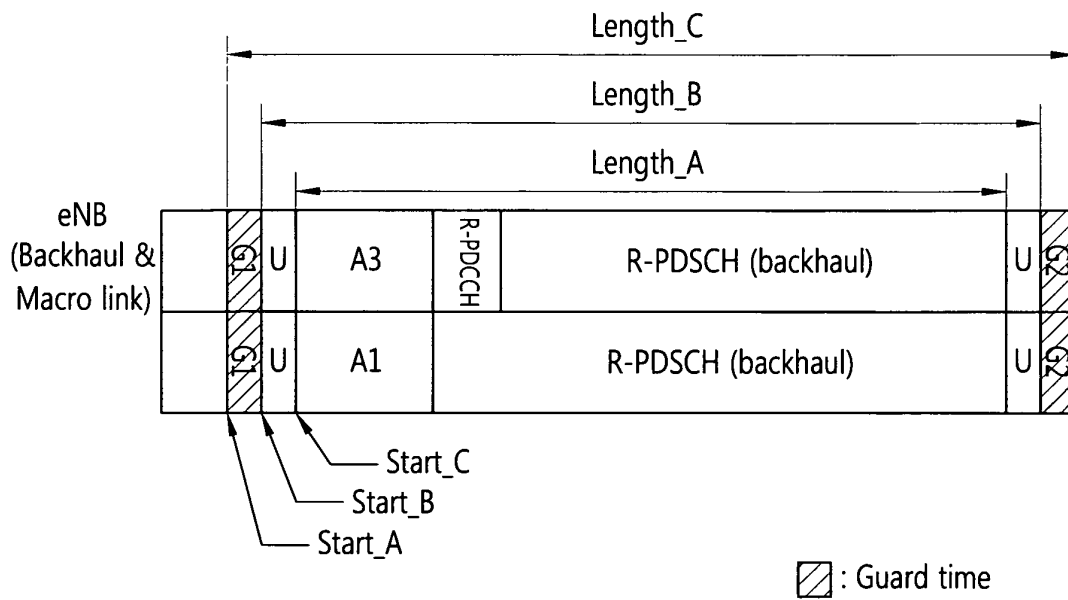 Length_C
Length_B
Length_A
eNB
(Backhaul &
Macro link)
G1
U
A3
R-PDCCH
R-PDSCH (backhaul)
U
G2
G1
U
A1
R-PDSCH (backhaul)
U
G2
Start_C
Start_B
Start_A
: Guard time